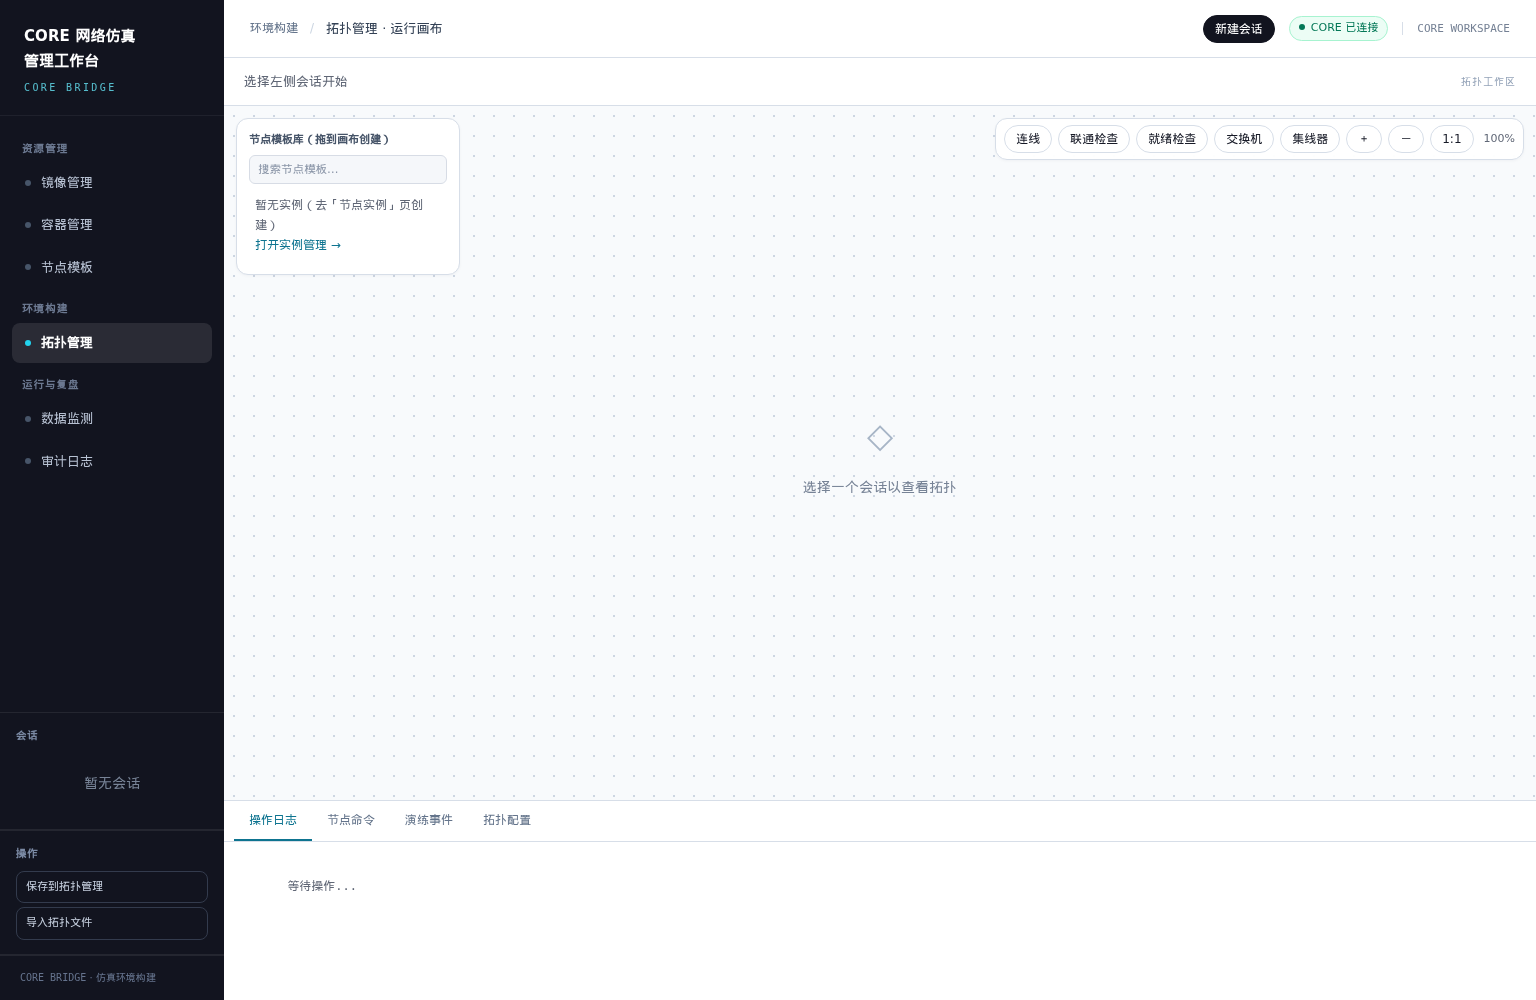 CORE 网络仿真
管理工作台
CORE BRIDGE
资源管理
镜像管理
容器管理
节点模板
环境构建
拓扑管理
运行与复盘
数据监测
审计日志
会话
暂无会话
操作
保存到拓扑管理
导入拓扑文件
CORE BRIDGE · 仿真环境构建
环境构建 / 拓扑管理 · 运行画布
新建会话
CORE 已连接
CORE WORKSPACE
选择左侧会话开始
拓扑工作区
节点模板库（拖到画布创建）
搜索节点模板...
暂无实例（去「节点实例」页创
建）
打开实例管理 →
连线 联通检查 就绪检查 交换机 集线器 + − 1:1 100%
◇
选择一个会话以查看拓扑
操作日志 节点命令 演练事件 拓扑配置
等待操作...